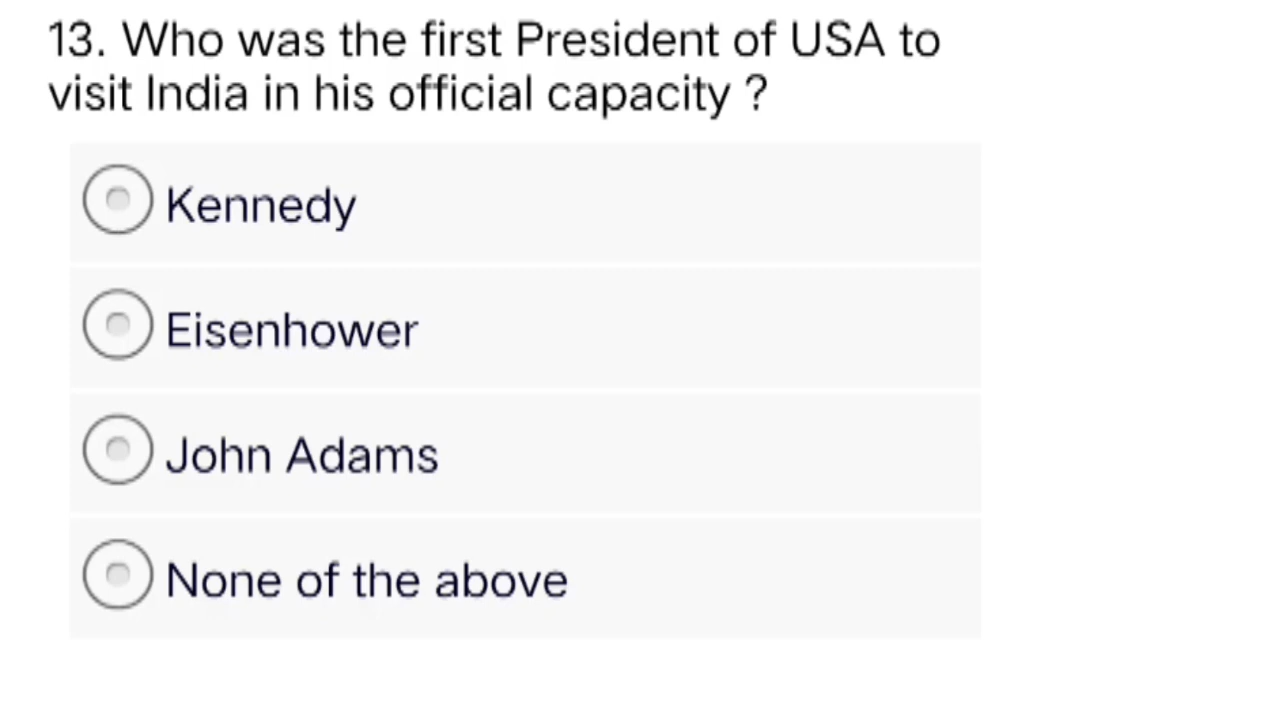 13. Who was the first President of USA to
visit India in his official capacity ?
Kennedy
Eisenhower
John Adams
None of the above